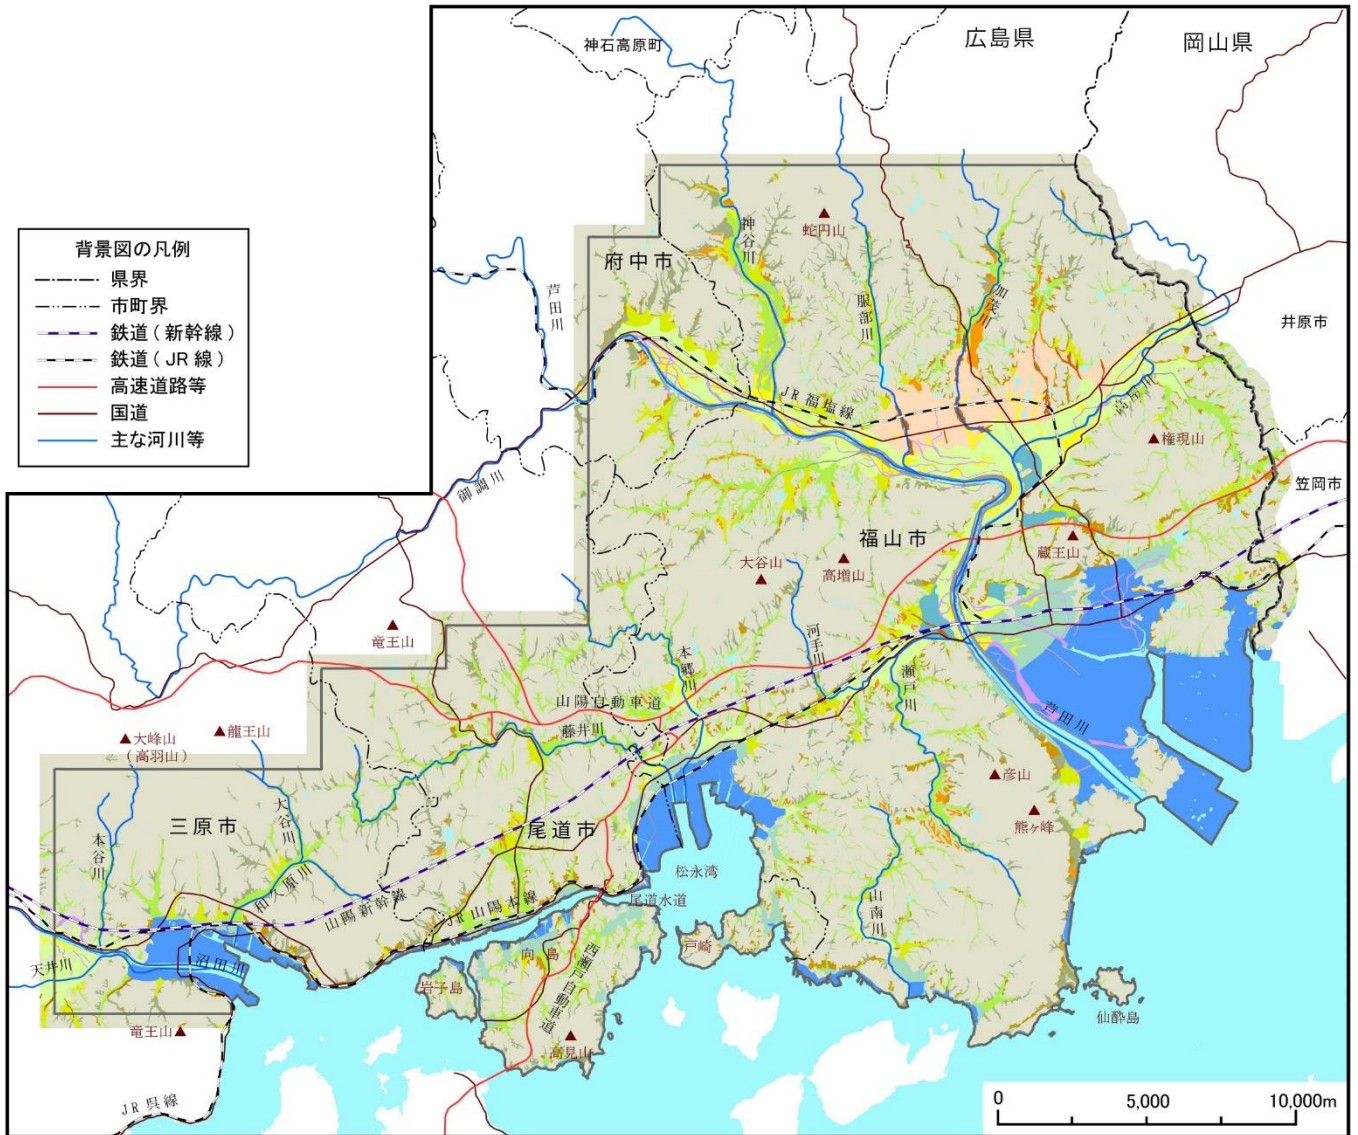 神石高原町
広島県
岡山県
背景図の凡例
県界
市町界
鉄道(新幹線)
鉄道(JR線)
高速道路等
国道
主な河川等
蛇円山
神谷川
府中市
芦田川
服部川
加茂川
井原市
JR福塩線
高屋川
権現山
御調川
笠岡市
福山市
蔵王山
大谷山
高増山
竜王山
河手川
本郷川
瀬戸川
山陽自動車道
藤井川
芦田川
龍王山
大峰山
(高羽山)
彦山
熊ヶ峰
三原市
大谷川
尾道市
本谷川
松永湾
和久原川
山陽新幹線
JR山陽本線
尾道水道
山南川
戸崎
向島
西瀬戸自動車道
天井川
沼田川
岩子島
仙酔島
竜王山
高見山
JR呉線
0
5,000
10,000m